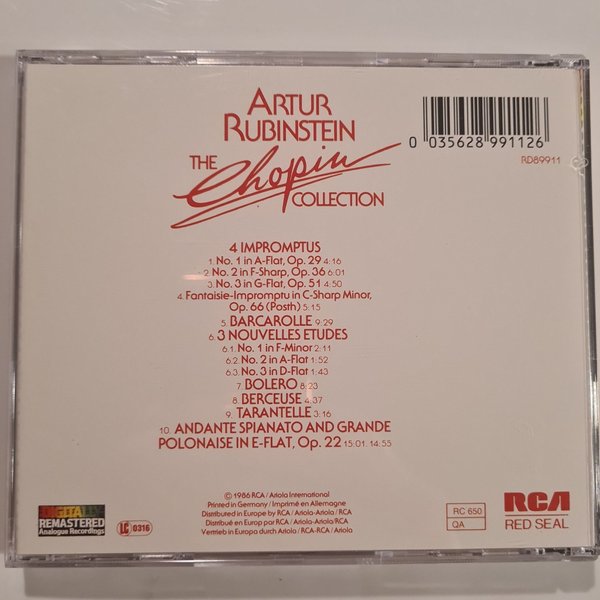 ARTUR
RUBINSTEIN
THE Chopin
COLLECTION
0 035628 991126
RD89911
4 IMPROMPTUS
1. No. 1 in A-Flat, Op. 29 4:16
2. No. 2 in F-Sharp, Op. 36 6:01
3. No. 3 in G-Flat, Op. 51 4:50
4. Fantaisie-Impromptu in C-Sharp Minor,
Op. 66 (Posth) 5:15
5. BARCAROLLE 9:29
6. 3 NOUVELLES ETUDES
6.1. No. 1 in F-Minor 2:11
6.2. No. 2 in A-Flat 1:52
6.3. No. 3 in D-Flat 1:43
7. BOLERO 8:23
8. BERCEUSE 4:37
9. TARANTELLE 3:16
10. ANDANTE SPIANATO AND GRANDE
POLONAISE IN E-FLAT, Op. 22 15:01. 14:55
DIGITALLY
REMASTERED
Analogue Recordings
LC 0316
© 1986 RCA / Ariola International
Printed in Germany / Imprimé en Allemagne
Distributed in Europe by RCA / Ariola-Ariola / RCA
Distribué en Europe par RCA / Ariola-Ariola / RCA
Vertrieb in Europa durch Ariola / RCA-RCA / Ariola
RC 650
QA
RCA
RED SEAL